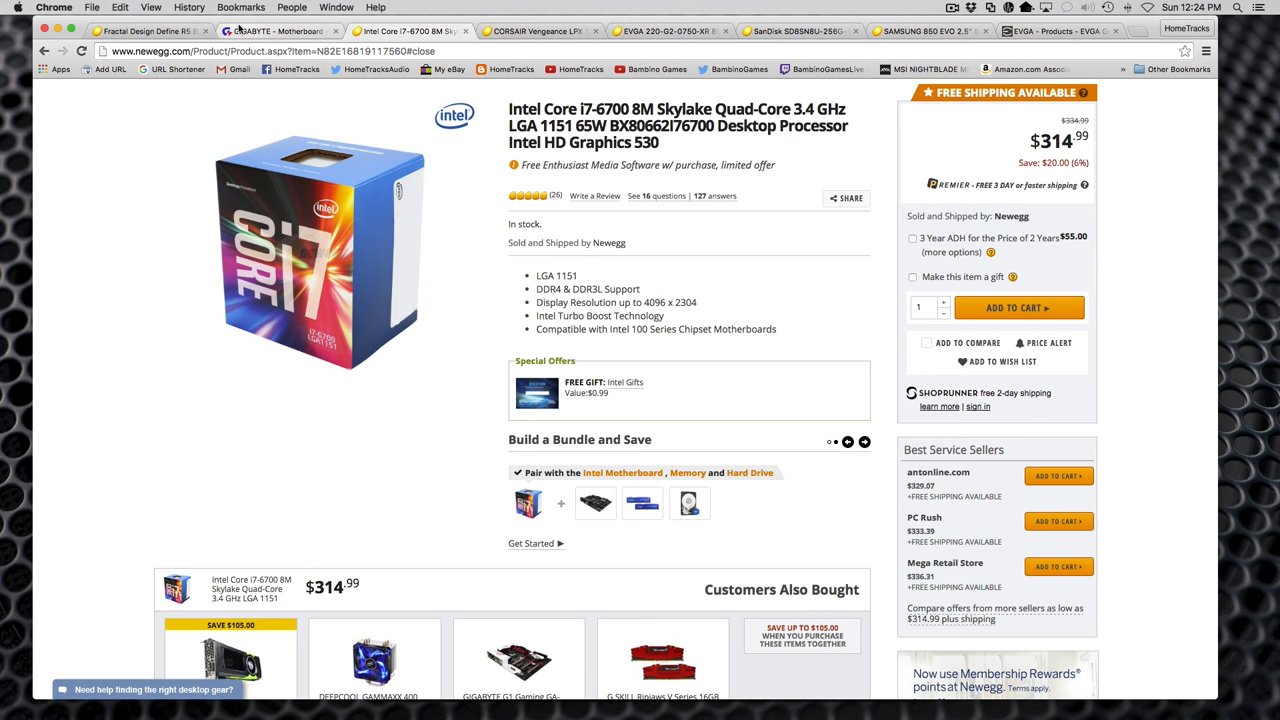 Chrome File Edit View History Bookmarks People Window Help Sun 12:24 PM
Fractal Design Define R5 B GIGABYTE - Motherboard Intel Core i7-6700 8M Sky CORSAIR Vengeance LPX EVGA 220-G2-0750-XR 8 SanDisk SD8SN8U-256G- SAMSUNG 850 EVO 2.5" EVGA - Products - EVGA G HomeTracks
www.newegg.com/Product/Product.aspx?Item=N82E16819117560#close
Apps Add URL URL Shortener Gmail HomeTracks HomeTracksAudio My eBay HomeTracks HomeTracks Bambino Games BambinoGames BambinoGamesLive MSI NIGHTBLADE M Amazon.com Assoc » Other Bookmarks
intel
Intel Core i7-6700 8M Skylake Quad-Core 3.4 GHz
LGA 1151 65W BX80662I76700 Desktop Processor
Intel HD Graphics 530
Free Enthusiast Media Software w/ purchase, limited offer
(26) Write a Review See 16 questions | 127 answers SHARE
In stock.
Sold and Shipped by Newegg
LGA 1151
DDR4 & DDR3L Support
Display Resolution up to 4096 x 2304
Intel Turbo Boost Technology
Compatible with Intel 100 Series Chipset Motherboards
intel
CORE i7
i7-6700
LGA1151
Special Offers
FREE GIFT: Intel Gifts
Value:$0.99
Build a Bundle and Save
Pair with the Intel Motherboard , Memory and Hard Drive
+
Get Started ▶
Intel Core i7-6700 8M
Skylake Quad-Core
3.4 GHz LGA 1151
$314.99
Customers Also Bought
SAVE $105.00
DEEPCOOL GAMMAXX 400
GIGABYTE G1 Gaming GA-
G.SKILL Ripjaws V Series 16GB
SAVE UP TO $105.00
WHEN YOU PURCHASE
THESE ITEMS TOGETHER
Need help finding the right desktop gear?
FREE SHIPPING AVAILABLE
$334.99
$314.99
Save: $20.00 (6%)
PREMIER - FREE 3 DAY or faster shipping
Sold and Shipped by: Newegg
3 Year ADH for the Price of 2 Years $55.00
(more options)
Make this item a gift
1 ADD TO CART ▶
ADD TO COMPARE PRICE ALERT
ADD TO WISH LIST
SHOPRUNNER free 2-day shipping
learn more | sign in
Best Service Sellers
antonline.com
$329.07
+FREE SHIPPING AVAILABLE
ADD TO CART ›
PC Rush
$333.39
+FREE SHIPPING AVAILABLE
ADD TO CART ›
Mega Retail Store
$336.31
+FREE SHIPPING AVAILABLE
ADD TO CART ›
Compare offers from more sellers as low as
$314.99 plus shipping
Now use Membership Rewards®
points at Newegg. Terms apply.